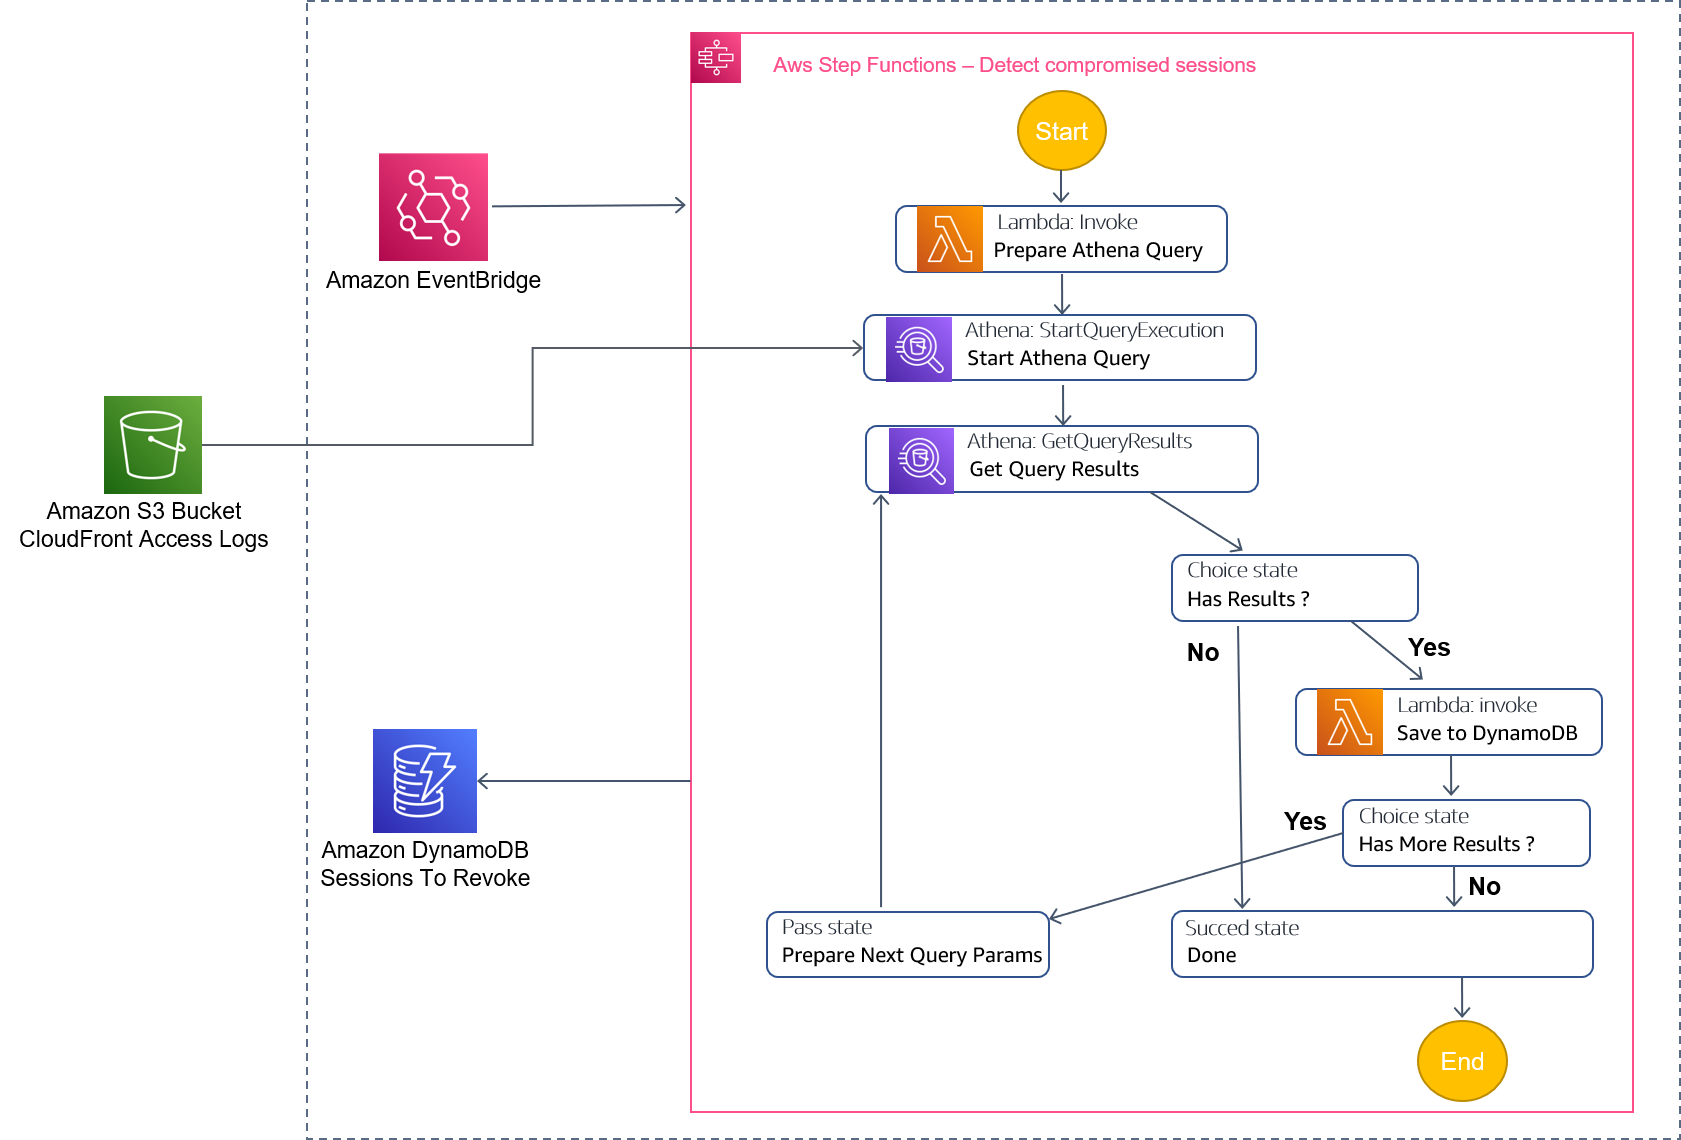 Aws Step Functions – Detect compromised sessions
Start
Lambda: Invoke
Prepare Athena Query
Amazon EventBridge
Athena: StartQueryExecution
Start Athena Query
Athena: GetQueryResults
Get Query Results
Amazon S3 Bucket
CloudFront Access Logs
Choice state
Has Results ?
No
Yes
Lambda: invoke
Save to DynamoDB
Yes
Choice state
Has More Results ?
Amazon DynamoDB
Sessions To Revoke
No
Pass state
Prepare Next Query Params
Succed state
Done
End